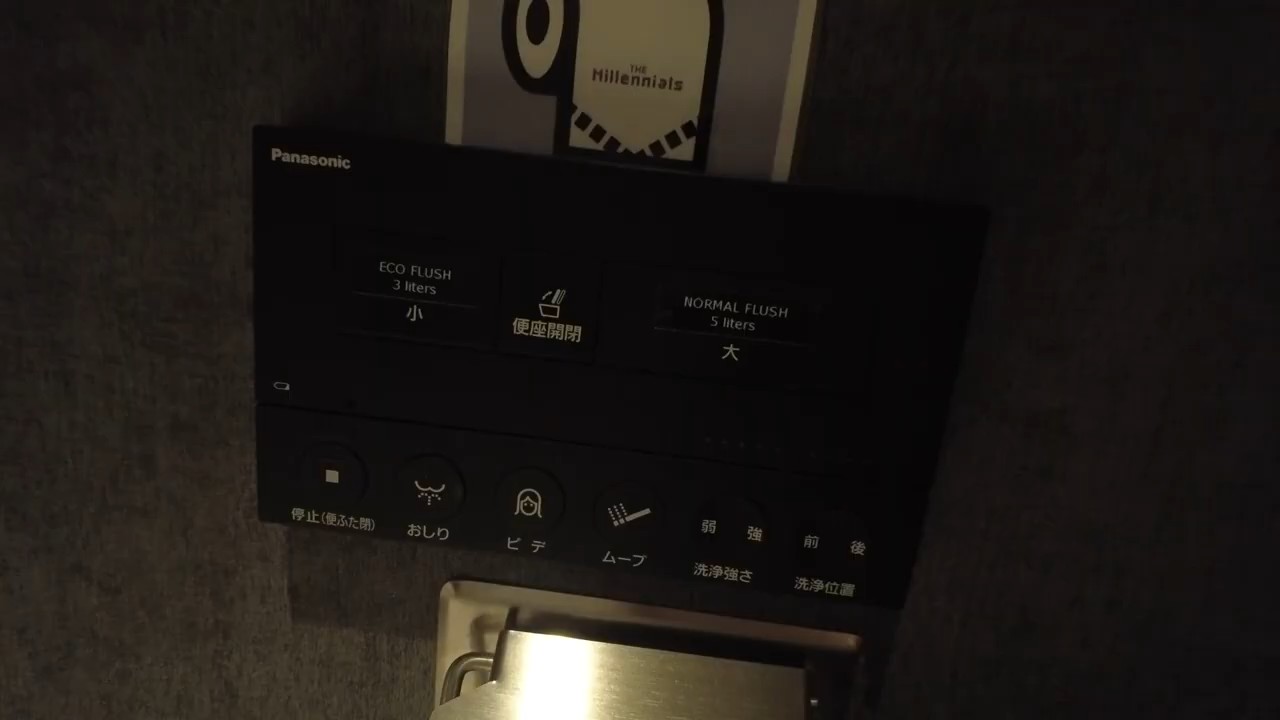 THE
Millennials
Panasonic
ECO FLUSH
3 liters
小
便座開閉
NORMAL FLUSH
5 liters
大
停止(便ふた閉)
おしり
ビデ
ムーブ
弱 強
洗浄強さ
前 後
洗浄位置